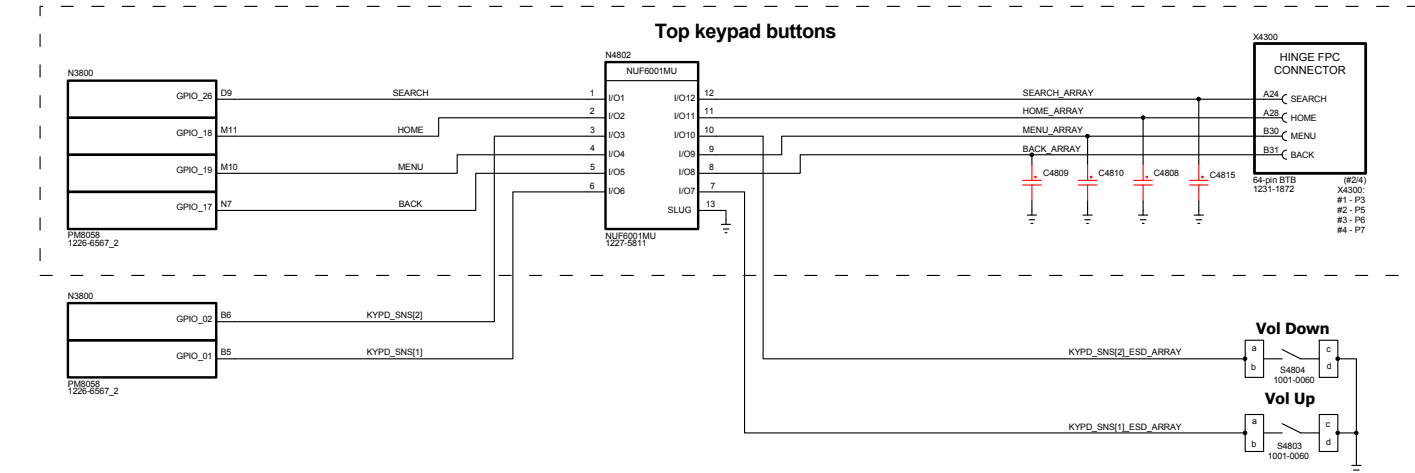 Top keypad buttons
N3800
GPIO_26 D9 SEARCH
GPIO_18 M11 HOME
GPIO_19 M10 MENU
GPIO_17 N7 BACK
PM8058
1226-6567_2
N4802
NUF6001MU
1 I/O1 I/O12 12
2 I/O2 I/O11 11
3 I/O3 I/O10 10
4 I/O4 I/O9 9
5 I/O5 I/O8 8
6 I/O6 I/O7 7
SLUG 13
NUF6001MU
1227-5811
SEARCH_ARRAY
HOME_ARRAY
MENU_ARRAY
BACK_ARRAY
C4809
C4810
C4808
C4815
X4300
HINGE FPC
CONNECTOR
A24 SEARCH
A28 HOME
B30 MENU
B31 BACK
64-pin BTB
1231-1872
(#2/4)
X4300:
#1 - P3
#2 - P5
#3 - P6
#4 - P7
N3800
GPIO_02 B6 KYPD_SNS[2]
GPIO_01 B5 KYPD_SNS[1]
PM8058
1226-6567_2
Vol Down
KYPD_SNS[2]_ESD_ARRAY
a c
b d
S4804
1001-0060
Vol Up
KYPD_SNS[1]_ESD_ARRAY
a c
b d
S4803
1001-0060